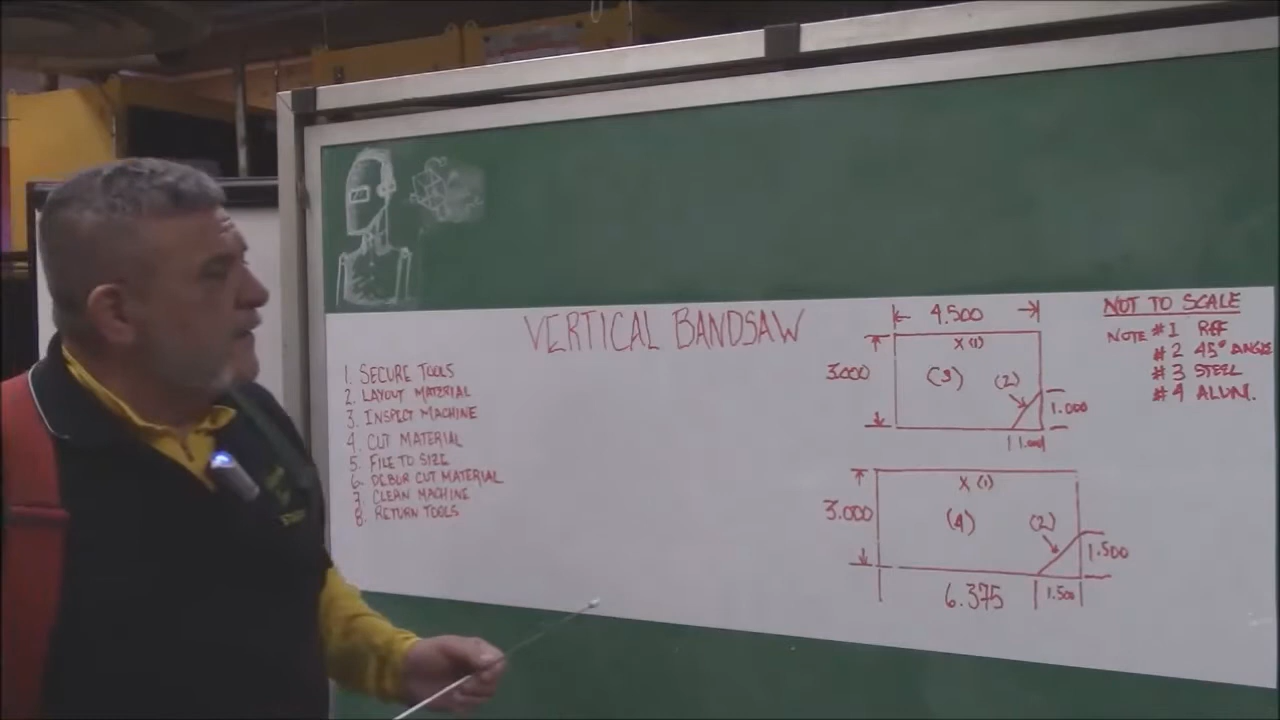 VERTICAL BANDSAW
1. SECURE TOOLS
2. LAYOUT MATERIAL
3. INSPECT MACHINE
4. CUT MATERIAL
5. FILE TO SIZE
6. DEBUR CUT MATERIAL
7. CLEAN MACHINE
8. RETURN TOOLS
4.500
X (1)
3.000
(3)
(2)
1.000
1.000
X (1)
3.000
(4)
(2)
1.500
6.375
1.500
NOT TO SCALE
NOTE #1 REF
#2 45° ANGLE
#3 STEEL
#4 ALUM.